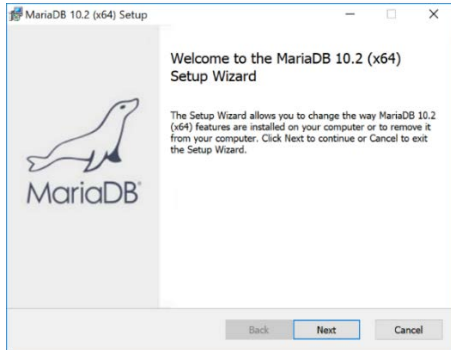 MariaDB 10.2 (x64) Setup
Welcome to the MariaDB 10.2 (x64)
Setup Wizard
The Setup Wizard allows you to change the way MariaDB 10.2
(x64) features are installed on your computer or to remove it
from your computer. Click Next to continue or Cancel to exit
the Setup Wizard.
MariaDB
Back Next Cancel